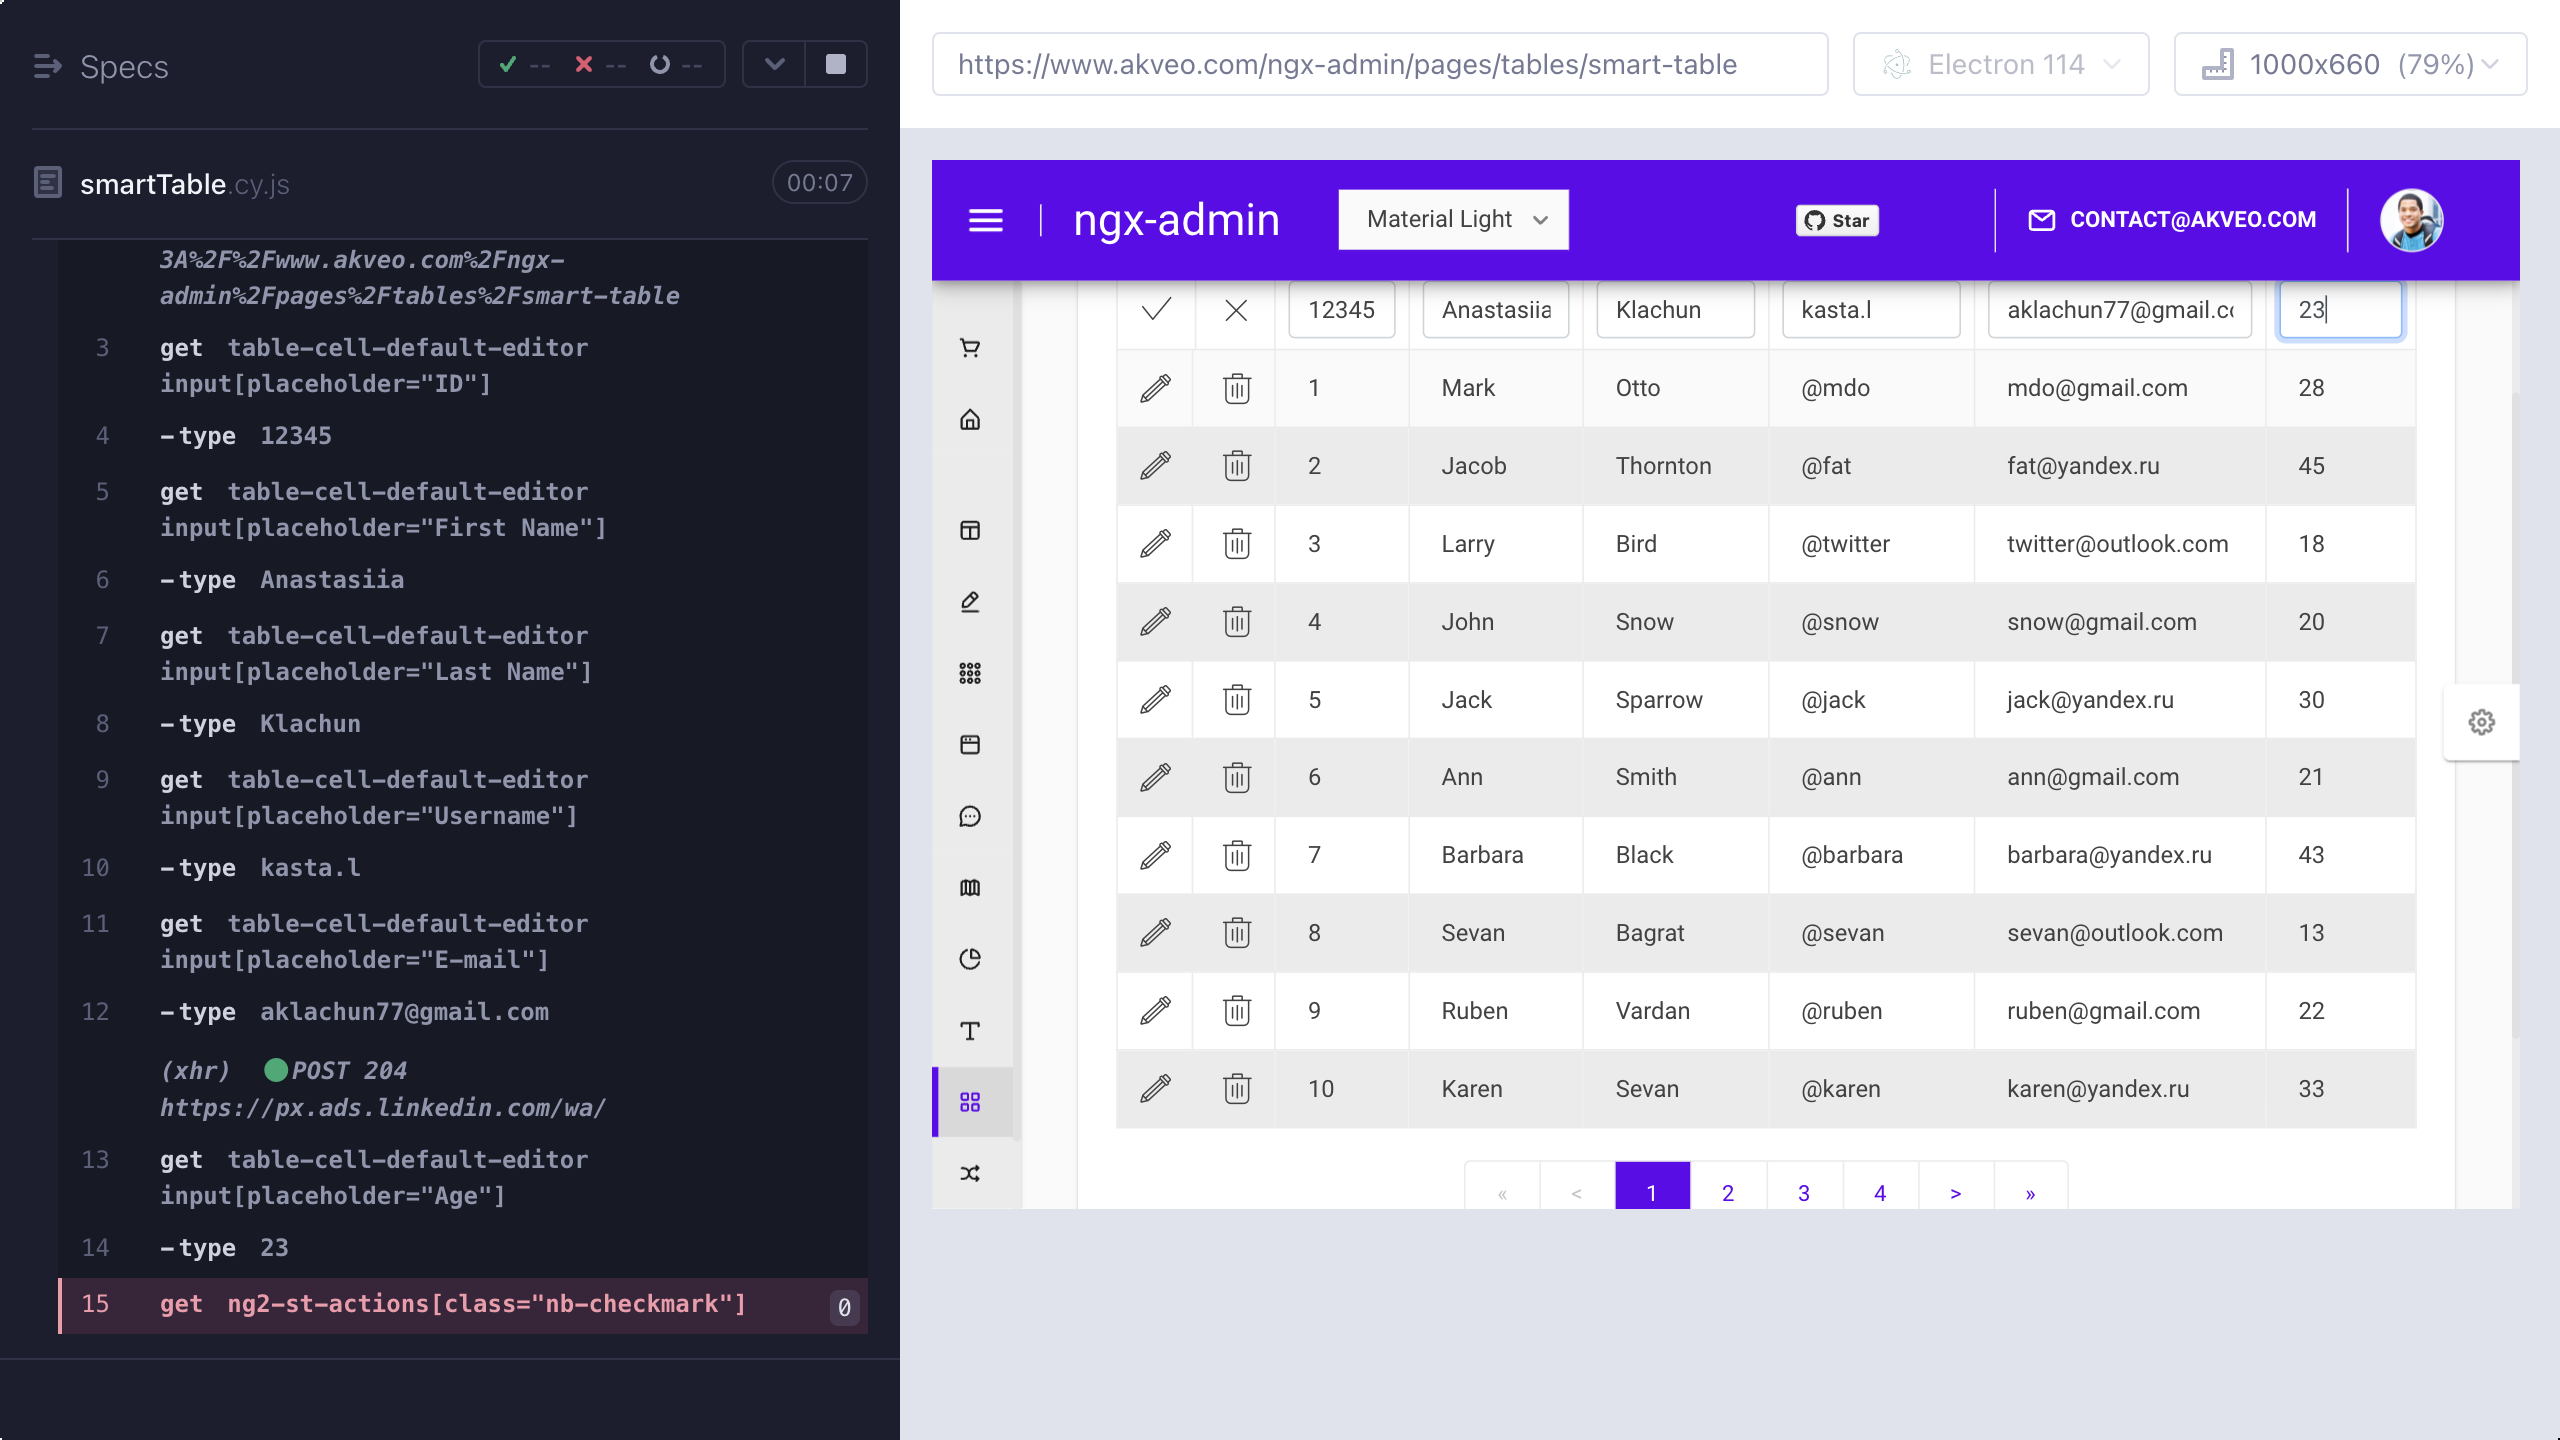 Specs
-- -- --
smartTable.cy.js
00:07
3A%2F%2Fwww.akveo.com%2Fngx-
admin%2Fpages%2Ftables%2Fsmart-table
3 get table-cell-default-editor
input[placeholder="ID"]
4 -type 12345
5 get table-cell-default-editor
input[placeholder="First Name"]
6 -type Anastasiia
7 get table-cell-default-editor
input[placeholder="Last Name"]
8 -type Klachun
9 get table-cell-default-editor
input[placeholder="Username"]
10 -type kasta.l
11 get table-cell-default-editor
input[placeholder="E-mail"]
12 -type aklachun77@gmail.com
(xhr) POST 204
https://px.ads.linkedin.com/wa/
13 get table-cell-default-editor
input[placeholder="Age"]
14 -type 23
15 get ng2-st-actions[class="nb-checkmark"] 0
https://www.akveo.com/ngx-admin/pages/tables/smart-table
Electron 114
1000x660 (79%)
ngx-admin
Material Light
Star
CONTACT@AKVEO.COM
12345 Anastasiia Klachun kasta.l aklachun77@gmail.co 23
1 Mark Otto @mdo mdo@gmail.com 28
2 Jacob Thornton @fat fat@yandex.ru 45
3 Larry Bird @twitter twitter@outlook.com 18
4 John Snow @snow snow@gmail.com 20
5 Jack Sparrow @jack jack@yandex.ru 30
6 Ann Smith @ann ann@gmail.com 21
7 Barbara Black @barbara barbara@yandex.ru 43
8 Sevan Bagrat @sevan sevan@outlook.com 13
9 Ruben Vardan @ruben ruben@gmail.com 22
10 Karen Sevan @karen karen@yandex.ru 33
« < 1 2 3 4 > »